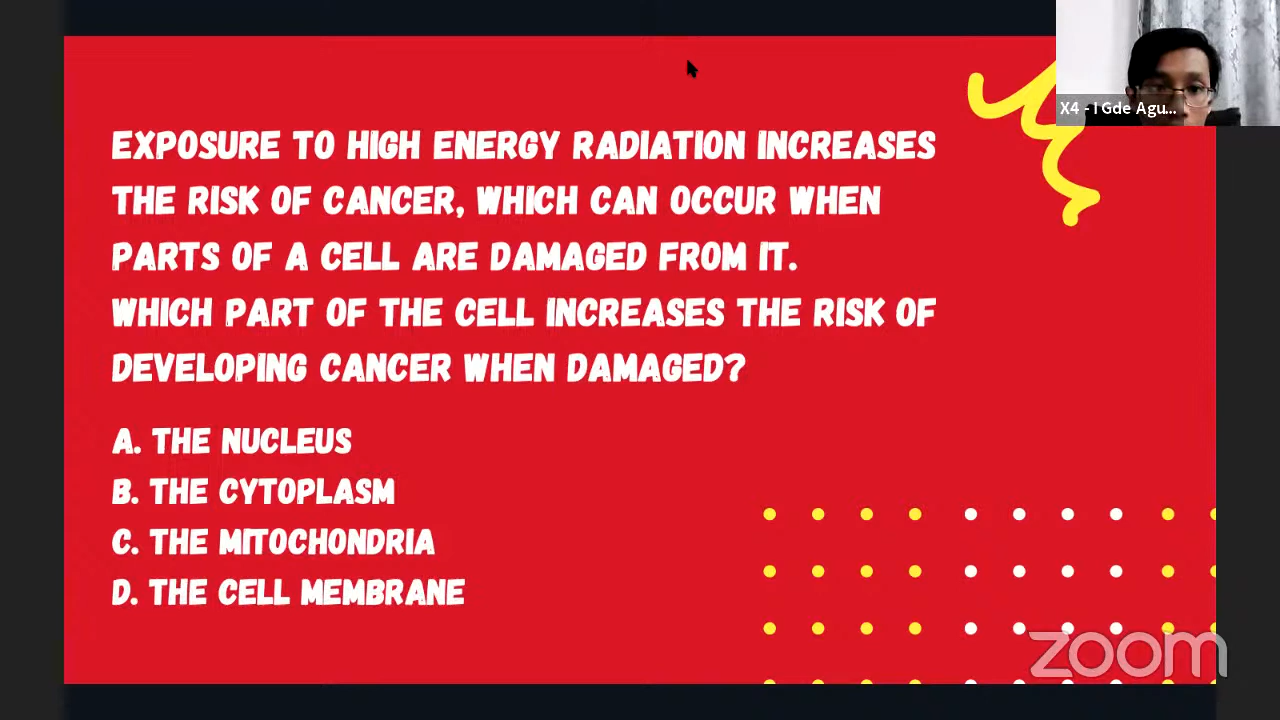 X4 - I Gde Agu...
EXPOSURE TO HIGH ENERGY RADIATION INCREASES
THE RISK OF CANCER, WHICH CAN OCCUR WHEN
PARTS OF A CELL ARE DAMAGED FROM IT.
WHICH PART OF THE CELL INCREASES THE RISK OF
DEVELOPING CANCER WHEN DAMAGED?
A. THE NUCLEUS
B. THE CYTOPLASM
C. THE MITOCHONDRIA
D. THE CELL MEMBRANE
zoom